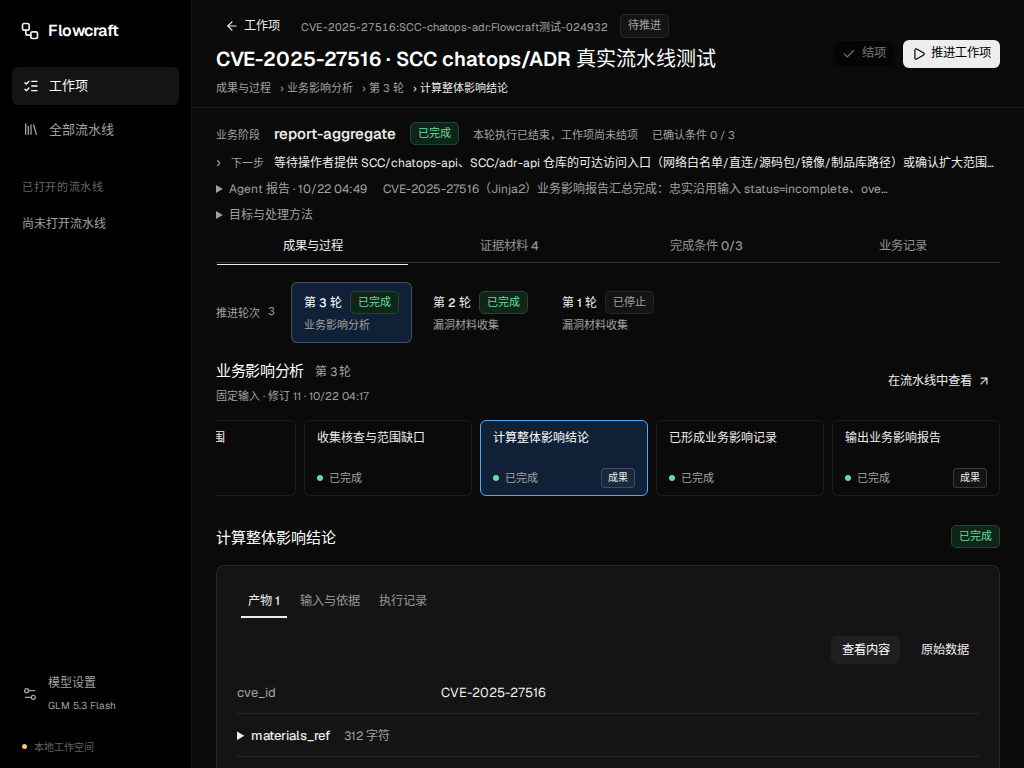 Flowcraft
工作项
全部流水线
已打开的流水线
尚未打开流水线
模型设置
GLM 5.3 Flash
本地工作空间
← 工作项 CVE-2025-27516:SCC-chatops-adr:Flowcraft测试-024932 待推进
CVE-2025-27516 · SCC chatops/ADR 真实流水线测试
结项 推进工作项
成果与过程 › 业务影响分析 › 第 3 轮 › 计算整体影响结论
业务阶段 report-aggregate 已完成 本轮执行已结束，工作项尚未结项 已确认条件 0 / 3
› 下一步 等待操作者提供 SCC/chatops-api、SCC/adr-api 仓库的可达访问入口（网络白名单/直连/源码包/镜像/制品库路径）或确认扩大范围...
▶ Agent 报告 · 10/22 04:49 CVE-2025-27516（Jinja2）业务影响报告汇总完成：忠实沿用输入 status=incomplete、ove...
▶ 目标与处理方法
成果与过程 证据材料 4 完成条件 0/3 业务记录
推进轮次 3
第 3 轮 已完成
业务影响分析
第 2 轮 已完成
漏洞材料收集
第 1 轮 已停止
漏洞材料收集
业务影响分析 第 3 轮
固定输入 · 修订 11 · 10/22 04:17
在流水线中查看
围
收集核查与范围缺口
已完成
计算整体影响结论
已完成 成果
已形成业务影响记录
已完成
输出业务影响报告
已完成 成果
计算整体影响结论 已完成
产物 1 输入与依据 执行记录
查看内容 原始数据
cve_id CVE-2025-27516
▶ materials_ref 312 字符